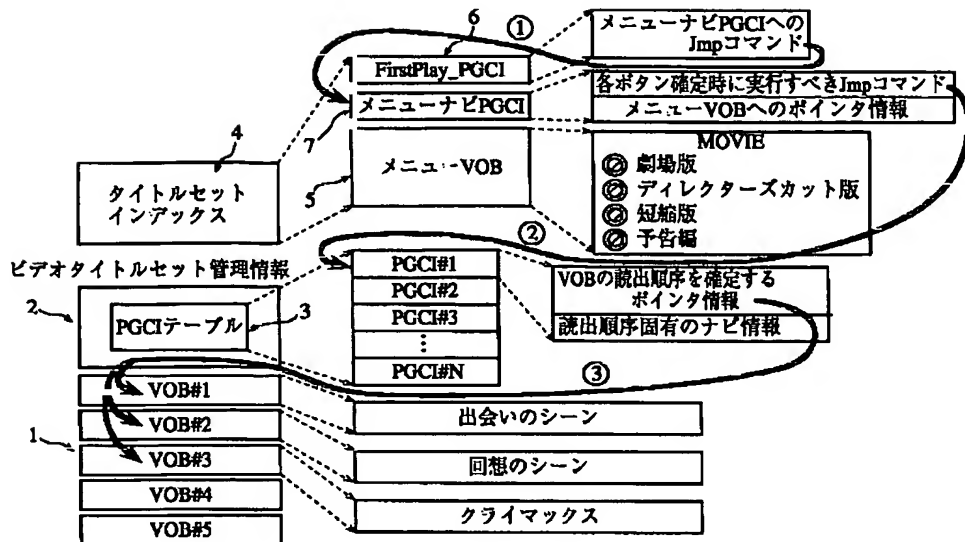 6
①
メニューナビPGCIへの
Jmpコマンド
FirstPlay_PGCI
各ボタン確定時に実行すべきJmpコマンド
メニューナビPGCI
メニューVOBへのポインタ情報
7
4
MOVIE
メニューVOB
劇場版
タイトルセット
インデックス
5
ディレクターズカット版
短縮版
予告編
②
ビデオタイトルセット管理情報
PGCI#1
VOBの読出順序を確定する
ポインタ情報
2
PGCI#2
3
PGCIテーブル
PGCI#3
読出順序固有のナビ情報
⋮
PGCI#N
③
VOB#1
出会いのシーン
1
VOB#2
VOB#3
回想のシーン
VOB#4
クライマックス
VOB#5